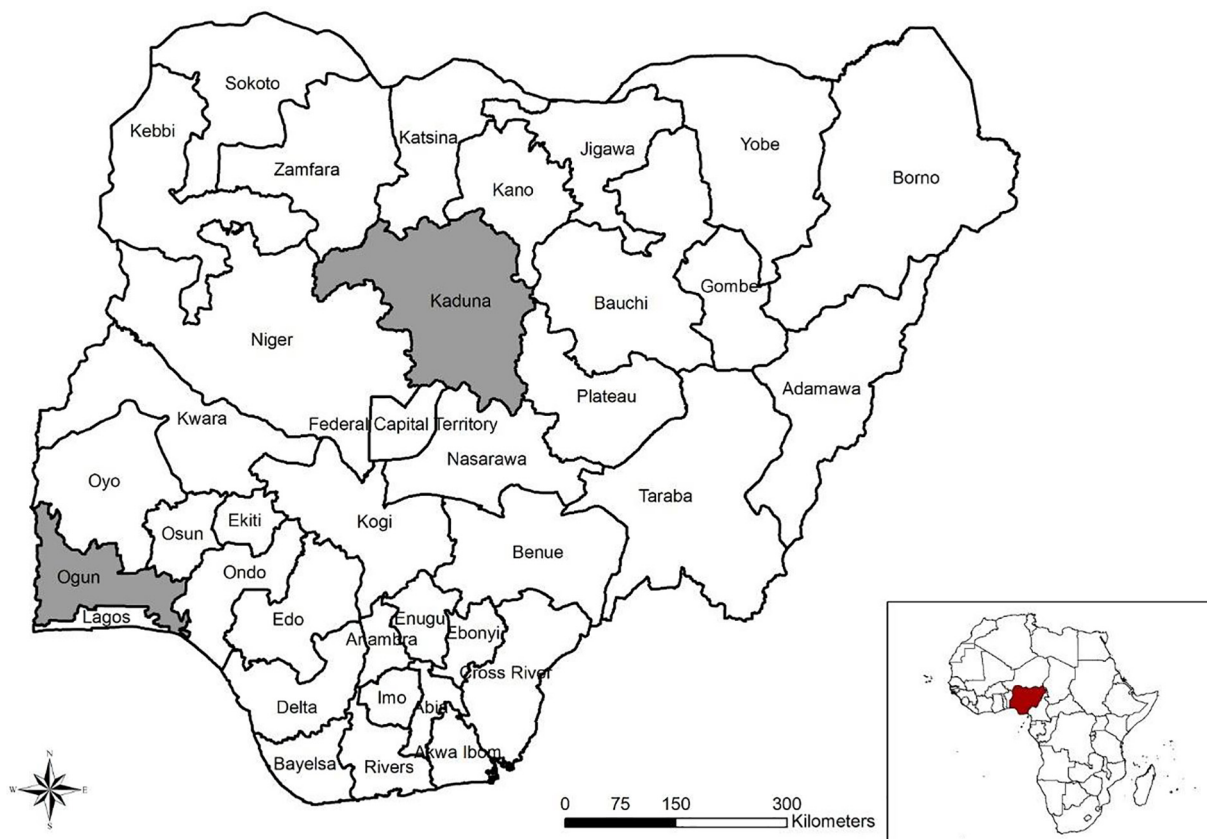 Sokoto
Kebbi
Katsina
Zamfara
Jigawa
Yobe
Kano
Borno
Kaduna
Bauchi
Gombe
Niger
Adamawa
Plateau
Kwara
Federal Capital Territory
Nasarawa
Oyo
Taraba
Osun
Ekiti
Kogi
Benue
Ogun
Ondo
Lagos
Edo
Enugu
Anambra
Ebonyi
Cross River
Imo
Delta
Abia
Akwa Ibom
Bayelsa
Rivers
N
W E
S
0 75 150 300
Kilometers